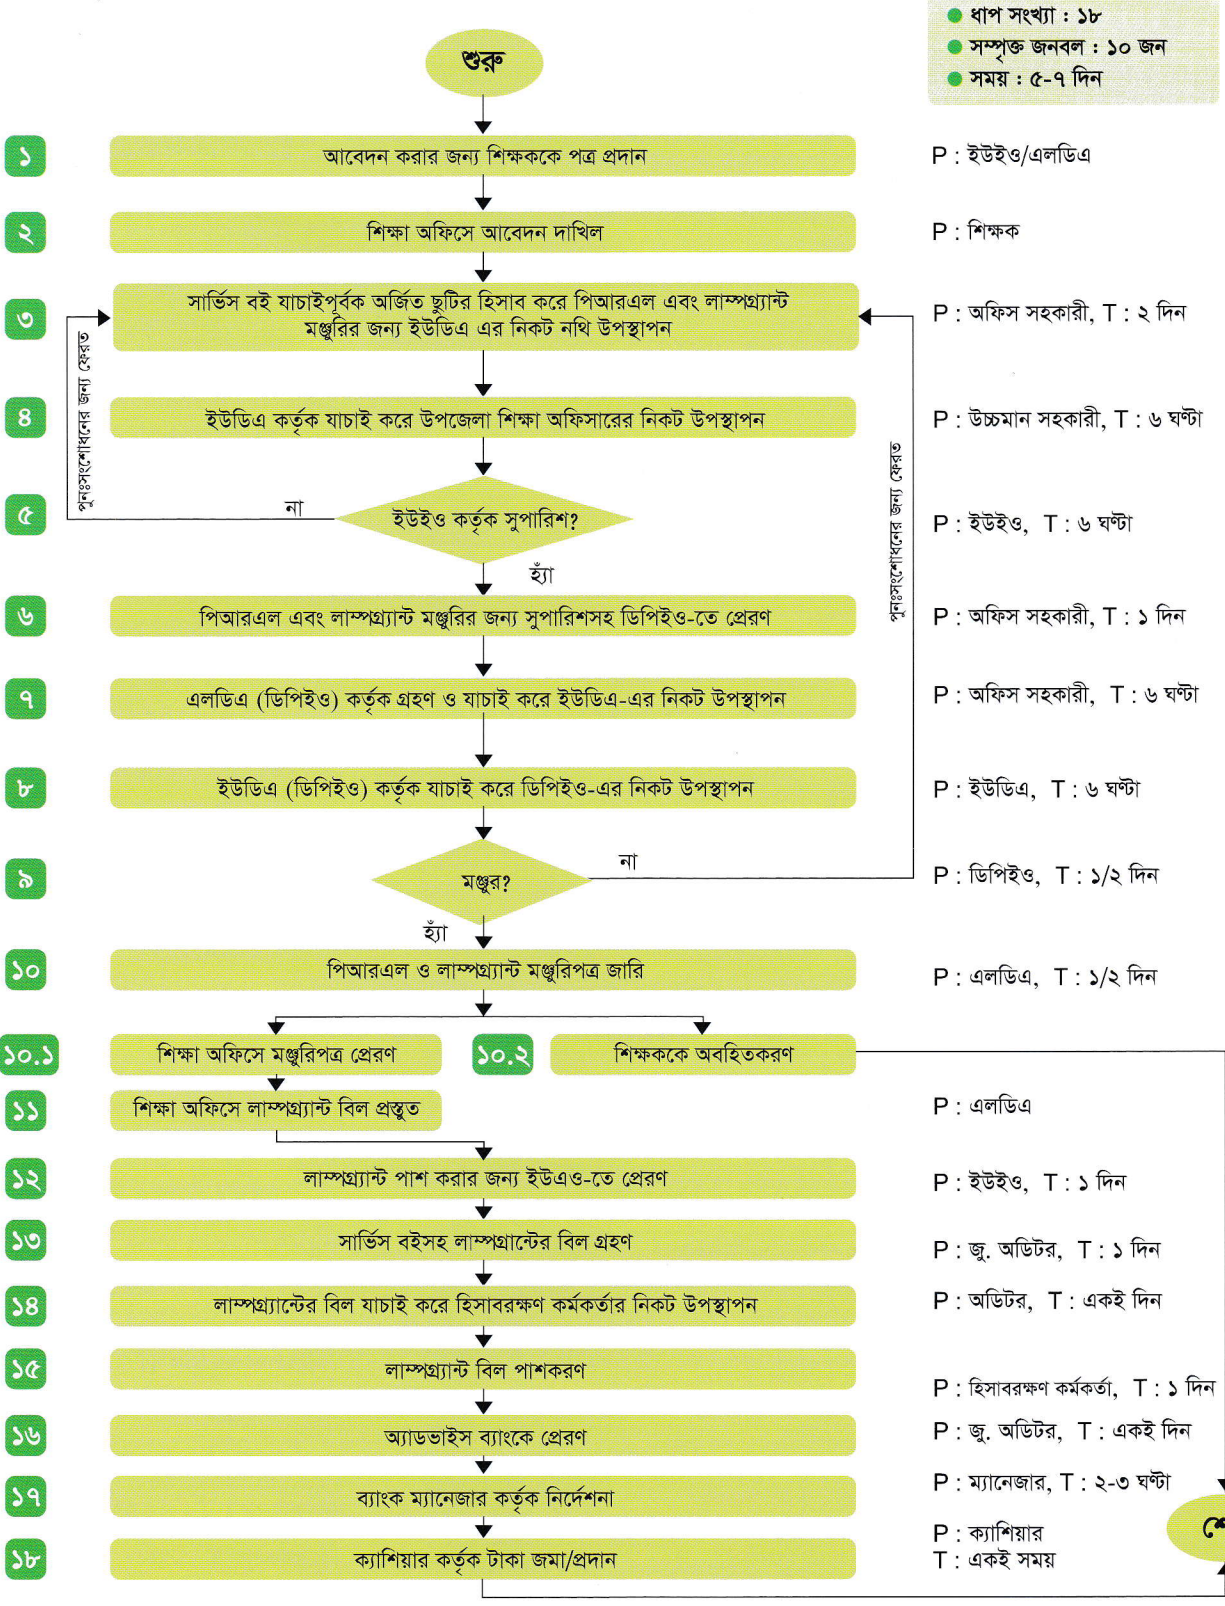 ধাপ সংখ্যা : ১৮
সম্পৃক্ত জনবল : ১০ জন
সময় : ৫-৭ দিন
শুরু
১
আবেদন করার জন্য শিক্ষককে পত্র প্রদান
P : ইউইও/এলডিএ
২
শিক্ষা অফিসে আবেদন দাখিল
P : শিক্ষক
৩
সার্ভিস বই যাচাইপূর্বক অর্জিত ছুটির হিসাব করে পিআরএল এবং লাম্পগ্র্যান্ট
মঞ্জুরির জন্য ইউডিএ এর নিকট নথি উপস্থাপন
P : অফিস সহকারী, T : ২ দিন
পুনঃসংশোধনের জন্য ফেরত
৪
ইউডিএ কর্তৃক যাচাই করে উপজেলা শিক্ষা অফিসারের নিকট উপস্থাপন
P : উচ্চমান সহকারী, T : ৬ ঘণ্টা
পুনঃসংশোধনের জন্য ফেরত
৫
না
ইউইও কর্তৃক সুপারিশ?
P : ইউইও, T : ৬ ঘণ্টা
হ্যাঁ
৬
পিআরএল এবং লাম্পগ্র্যান্ট মঞ্জুরির জন্য সুপারিশসহ ডিপিইও-তে প্রেরণ
P : অফিস সহকারী, T : ১ দিন
৭
এলডিএ (ডিপিইও) কর্তৃক গ্রহণ ও যাচাই করে ইউডিএ-এর নিকট উপস্থাপন
P : অফিস সহকারী, T : ৬ ঘণ্টা
৮
ইউডিএ (ডিপিইও) কর্তৃক যাচাই করে ডিপিইও-এর নিকট উপস্থাপন
P : ইউডিএ, T : ৬ ঘণ্টা
৯
মঞ্জুর?
না
P : ডিপিইও, T : ১/২ দিন
হ্যাঁ
১০
পিআরএল ও লাম্পগ্র্যান্ট মঞ্জুরিপত্র জারি
P : এলডিএ, T : ১/২ দিন
১০.১
শিক্ষা অফিসে মঞ্জুরিপত্র প্রেরণ
১০.২
শিক্ষককে অবহিতকরণ
১১
শিক্ষা অফিসে লাম্পগ্র্যান্ট বিল প্রস্তুত
P : এলডিএ
১২
লাম্পগ্র্যান্ট পাশ করার জন্য ইউএও-তে প্রেরণ
P : ইউইও, T : ১ দিন
১৩
সার্ভিস বইসহ লাম্পগ্রান্টের বিল গ্রহণ
P : জু. অডিটর, T : ১ দিন
১৪
লাম্পগ্র্যান্টের বিল যাচাই করে হিসাবরক্ষণ কর্মকর্তার নিকট উপস্থাপন
P : অডিটর, T : একই দিন
১৫
লাম্পগ্র্যান্ট বিল পাশকরণ
P : হিসাবরক্ষণ কর্মকর্তা, T : ১ দিন
১৬
অ্যাডভাইস ব্যাংকে প্রেরণ
P : জু. অডিটর, T : একই দিন
১৭
ব্যাংক ম্যানেজার কর্তৃক নির্দেশনা
P : ম্যানেজার, T : ২-৩ ঘণ্টা
১৮
ক্যাশিয়ার কর্তৃক টাকা জমা/প্রদান
P : ক্যাশিয়ার
T : একই সময়